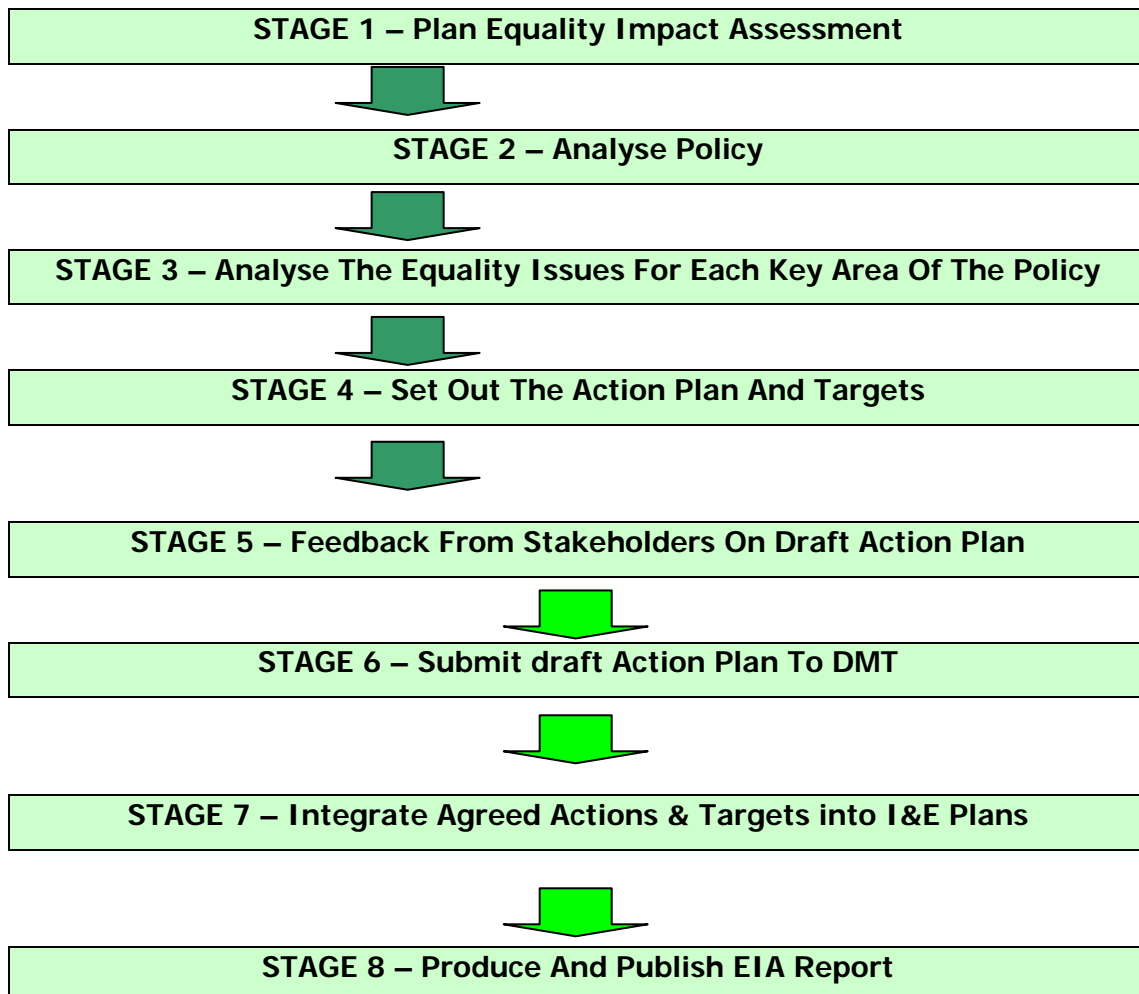 STAGE 1 – Plan Equality Impact Assessment
STAGE 2 – Analyse Policy
STAGE 3 – Analyse The Equality Issues For Each Key Area Of The Policy
STAGE 4 – Set Out The Action Plan And Targets
STAGE 5 – Feedback From Stakeholders On Draft Action Plan
STAGE 6 – Submit draft Action Plan To DMT
STAGE 7 – Integrate Agreed Actions & Targets into I&E Plans
STAGE 8 – Produce And Publish EIA Report